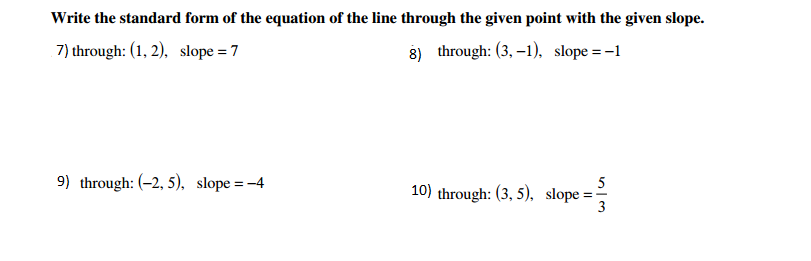 Write the standard form of the equation of the line through the given point with the given slope.
7) through: (1, 2), slope = 7
8) through: (3, –1), slope = –1
9) through: (–2, 5), slope = –4
10) through: (3, 5), slope = 5/3